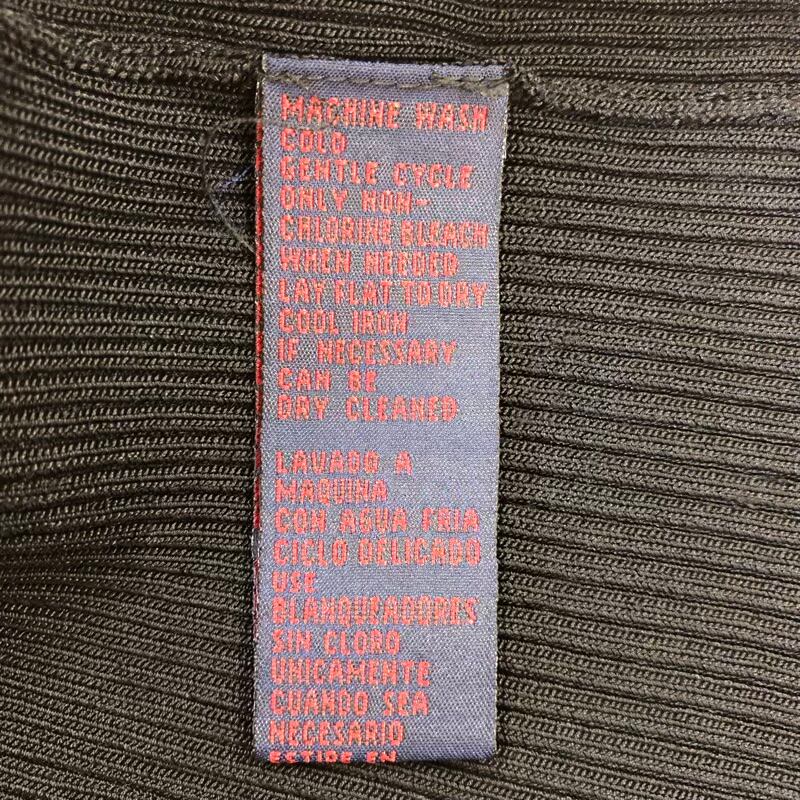 MACHINE WASH
COLD
GENTLE CYCLE
ONLY NON-
CHLORINE BLEACH
WHEN NEEDED
LAY FLAT TO DRY
COOL IRON
IF NECESSARY
CAN BE
DRY CLEANED
LAVADO A
MAQUINA
CON AGUA FRIA
CICLO DELICADO
USE
BLANQUEADORES
SIN CLORO
UNICAMENTE
CUANDO SEA
NECESARIO
ESTIRE EN